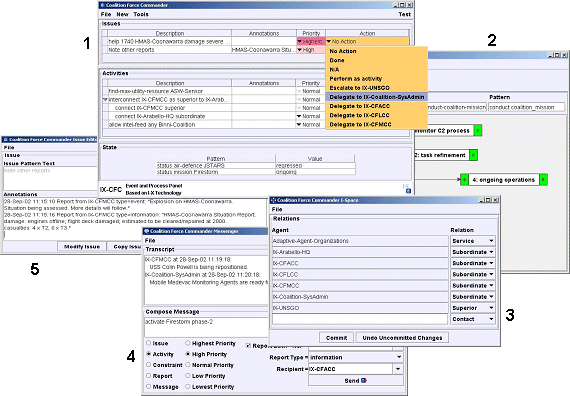 1
Coalition Force Commander
File New Tools Test
Issues
Description Annotations Priority Action
help 1740 HMAS-Coonawarra damage severe... Highest No Action
Note other reports HMAS-Coonawarra Situ... High
No Action
Done
N/A
Perform as activity
Escalate to IX-UNSGO
Delegate to IX-Coalition-SysAdmin
Delegate to IX-CFACC
Delegate to IX-CFLCC
Delegate to IX-CFMCC
Activities
Description Annotations Priority
find-max-utility-resource ASW-Sensor Normal
interconnect IX-CFMCC as superior to IX-Arab... Normal
connect IX-CFMCC superior Normal
connect IX-Arabello-HQ subordinate Normal
allow intel-feed any Binni-Coalition Normal
State
Pattern Value
status air-defence JSTARS regressed
status mission Firestorm ongoing
IX-CFC Event and Process Panel
Based on I-X Technology
2
Pattern
conduct-coalition-mission conduct coalition_mission
monitor C2 process
2: task refinement
4: ongoing operations
Coalition Force Commander Issue Edit
File
Issue
Issue Pattern Text
Note other reports
Annotations
28-Sep-02 11:15:10 Report from IX-CFMCC type=event: "Explosion on HMAS-Coonawarra.
Situation being assessed. More details will follow."
28-Sep-02 11:15:16 Report from IX-CFMCC type=information: "HMAS-Coonawarra Situation Report.
damage: engines offline; flight deck damaged, estimated to be cleared/repaired at 2000.
casualties: 4 x T2, 6 x T3."
Modify Issue Copy Issu
5
Coalition Force Commander Messenger
File
Transcript
IX-CFMCC at 28-Sep-02 11:19:18
USS Colin Powell is being repositioned.
IX-Coalition-SysAdmin at 28-Sep-02 11:20:18
Mobile Medevac Monitoring Agents are ready
Compose Message
activate Firestorm phase-2
Issue Highest Priority Report
Activity High Priority
Constraint Normal Priority Report Type = information
Report Low Priority Recipient = IX-CFACC
Message Lowest Priority Send
4
Coalition Force Commander I-Space
File
Relations
Agent Relation
Adaptive-Agent-Organizations Service
IX-Arabello-HQ Subordinate
IX-CFACC Subordinate
IX-CFLCC Subordinate
IX-CFMCC Subordinate
IX-Coalition-SysAdmin Subordinate
IX-UNSGO Superior
Contact
Commit Undo Uncommitted Changes
3